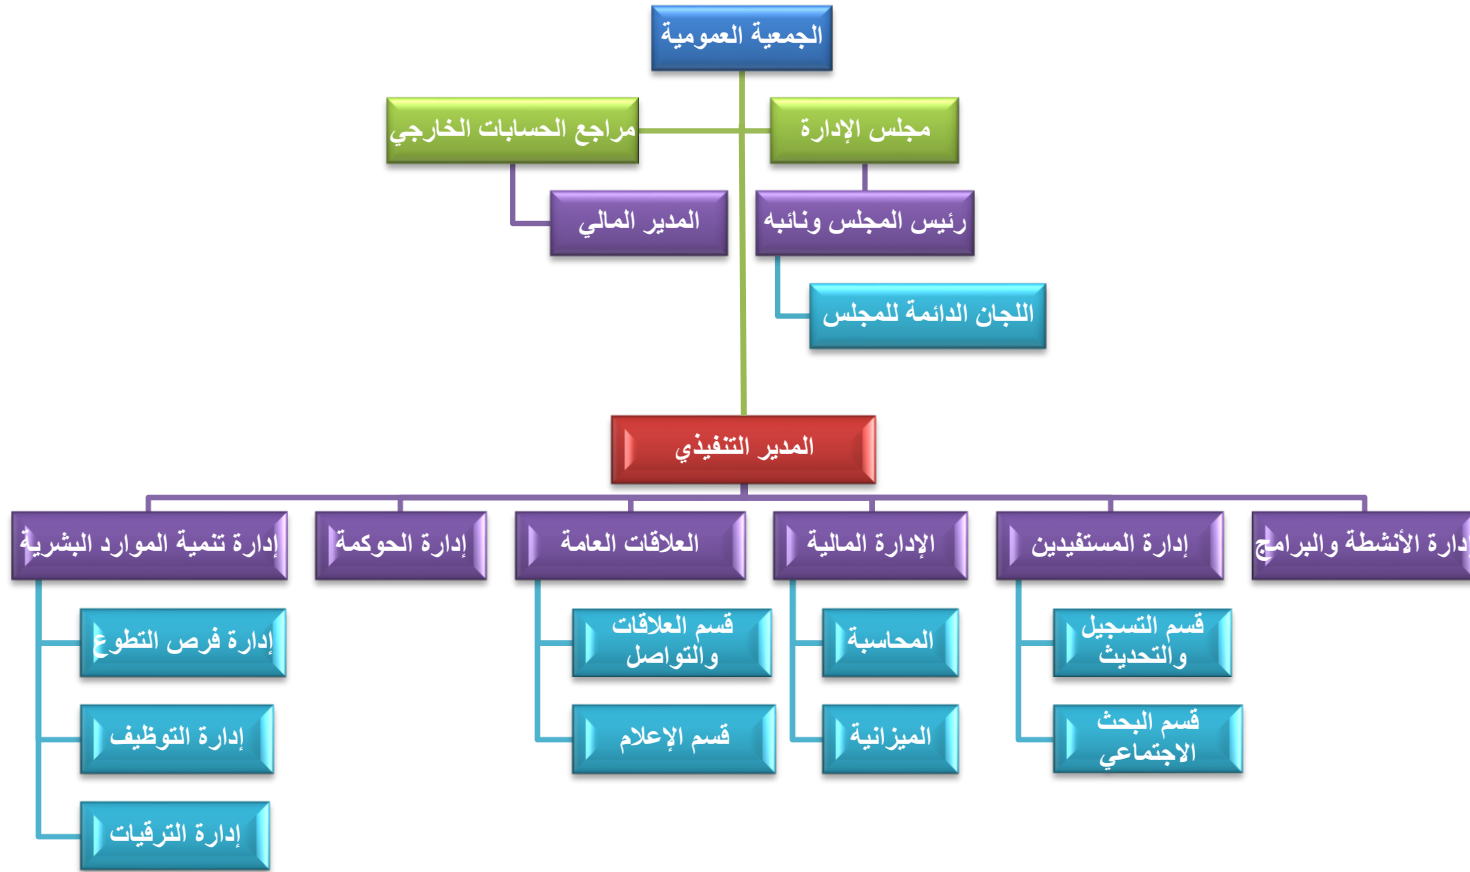 الجمعية العمومية
مجلس الإدارة
مراجع الحسابات الخارجي
رئيس المجلس ونائبه
المدير المالي
اللجان الدائمة للمجلس
المدير التنفيذي
إدارة الأنشطة والبرامج
إدارة المستفيدين
الإدارة المالية
العلاقات العامة
إدارة الحوكمة
إدارة تنمية الموارد البشرية
قسم التسجيل
والتحديث
المحاسبة
قسم العلاقات
والتواصل
إدارة فرص التطوع
قسم البحث
الاجتماعي
الميزانية
قسم الإعلام
إدارة التوظيف
إدارة الترقيات